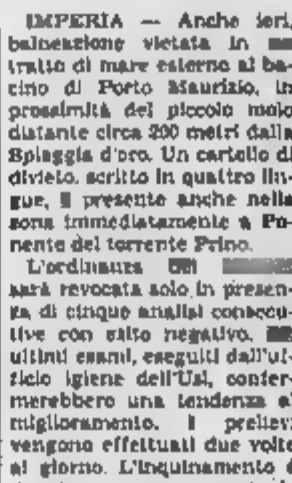 IMPERIA — Anche ieri,
balneazione vietata in
tratto di mare esterno al ba-
cino di Porto Maurizio, in
prossimità del piccolo molo
distante circa 200 metri dalla
Spiaggia d'oro. Un cartello di
divieto, scritto in quattro lin-
gue, è presente anche nella
zona immediatamente a Po-
nente del torrente Prino.
L'ordinanza
sarà revocata solo in presen-
za di cinque analisi consecu-
tive con esito negativo.
ultimi esami, eseguiti dall'uf-
ficio igiene dell'Usl, confer-
merebbero una tendenza al
miglioramento. I prelievi
vengono effettuati due volte
al giorno. L'inquinamento è